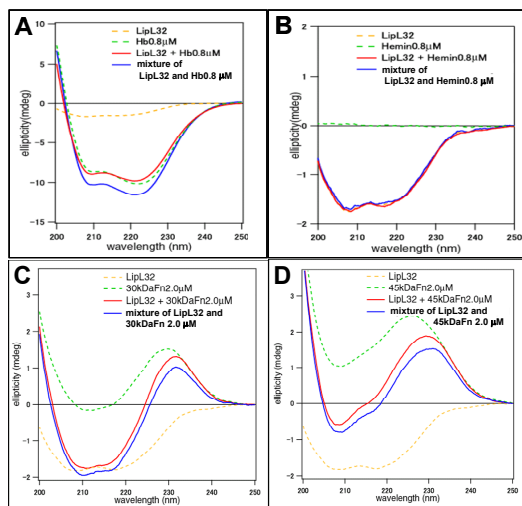 A
LipL32
Hb0.8μM
LipL32 + Hb0.8μM
mixture of
LipL32 and Hb0.8 μM
10
5
0
-5
-10
15
ellipticity(mdeg)
200 210 220 230 240 250
wavelength (nm)
B
LipL32
Hemin0.8μM
LipL32 + Hemin0.8μM
mixture of
LipL32 and Hemin0.8 μM
2
1
0
-1
-2
ellipticity(mdeg)
200 210 220 230 240 250
wavelength (nm)
C
LipL32
30kDaFn2.0μM
LipL32 + 30kDaFn2.0μM
mixture of LipL32 and
30kDaFn 2.0 μM
3
2
1
0
-1
-2
ellipticity (mdeg)
200 210 220 230 240 250
wavelength (nm)
D
LipL32
45kDaFn2.0μM
LipL32 + 45kDaFn2.0μM
mixture of LipL32 and
45kDaFn 2.0 μM
3
2
1
0
-1
-2
ellipticity (mdeg)
200 210 220 230 240 250
wavelength (nm)